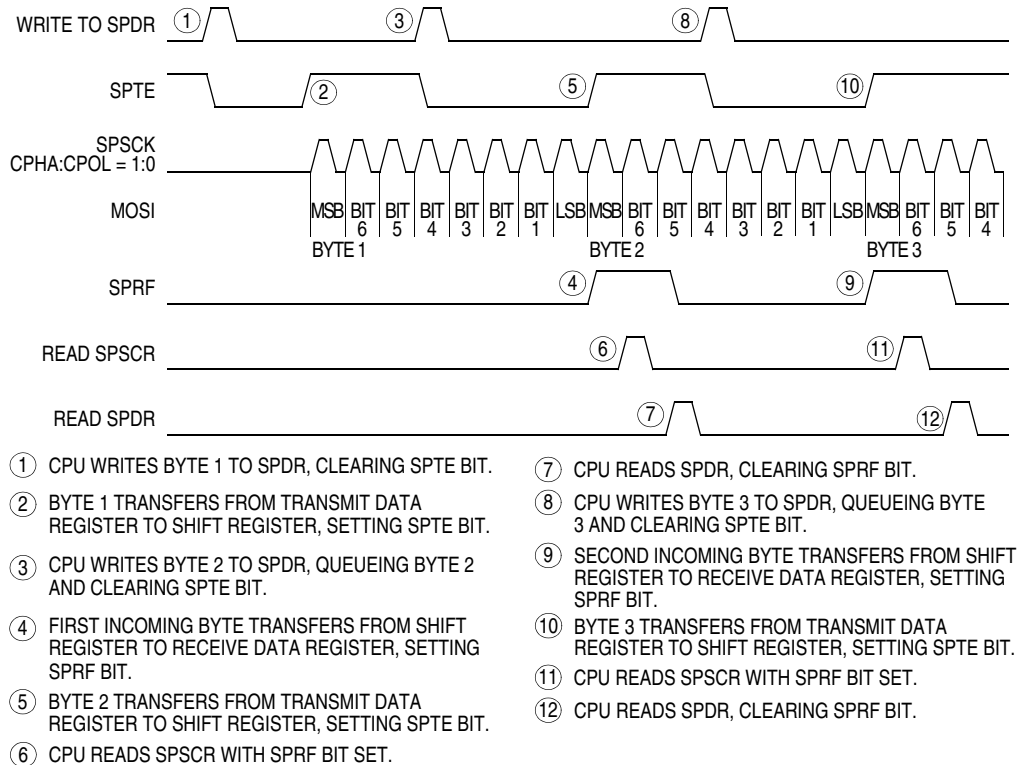 WRITE TO SPDR
1
3
8
SPTE
2
5
10
SPSCK
CPHA:CPOL = 1:0
MOSI
MSB BIT 6 BIT 5 BIT 4 BIT 3 BIT 2 BIT 1 LSB MSB BIT 6 BIT 5 BIT 4 BIT 3 BIT 2 BIT 1 LSB MSB BIT 6 BIT 5 BIT 4
BYTE 1 BYTE 2 BYTE 3
SPRF
4
9
READ SPSCR
6
11
READ SPDR
7
12
1 CPU WRITES BYTE 1 TO SPDR, CLEARING SPTE BIT.
2 BYTE 1 TRANSFERS FROM TRANSMIT DATA
REGISTER TO SHIFT REGISTER, SETTING SPTE BIT.
3 CPU WRITES BYTE 2 TO SPDR, QUEUEING BYTE 2
AND CLEARING SPTE BIT.
4 FIRST INCOMING BYTE TRANSFERS FROM SHIFT
REGISTER TO RECEIVE DATA REGISTER, SETTING
SPRF BIT.
5 BYTE 2 TRANSFERS FROM TRANSMIT DATA
REGISTER TO SHIFT REGISTER, SETTING SPTE BIT.
6 CPU READS SPSCR WITH SPRF BIT SET.
7 CPU READS SPDR, CLEARING SPRF BIT.
8 CPU WRITES BYTE 3 TO SPDR, QUEUEING BYTE
3 AND CLEARING SPTE BIT.
9 SECOND INCOMING BYTE TRANSFERS FROM SHIFT
REGISTER TO RECEIVE DATA REGISTER, SETTING
SPRF BIT.
10 BYTE 3 TRANSFERS FROM TRANSMIT DATA
REGISTER TO SHIFT REGISTER, SETTING SPTE BIT.
11 CPU READS SPSCR WITH SPRF BIT SET.
12 CPU READS SPDR, CLEARING SPRF BIT.